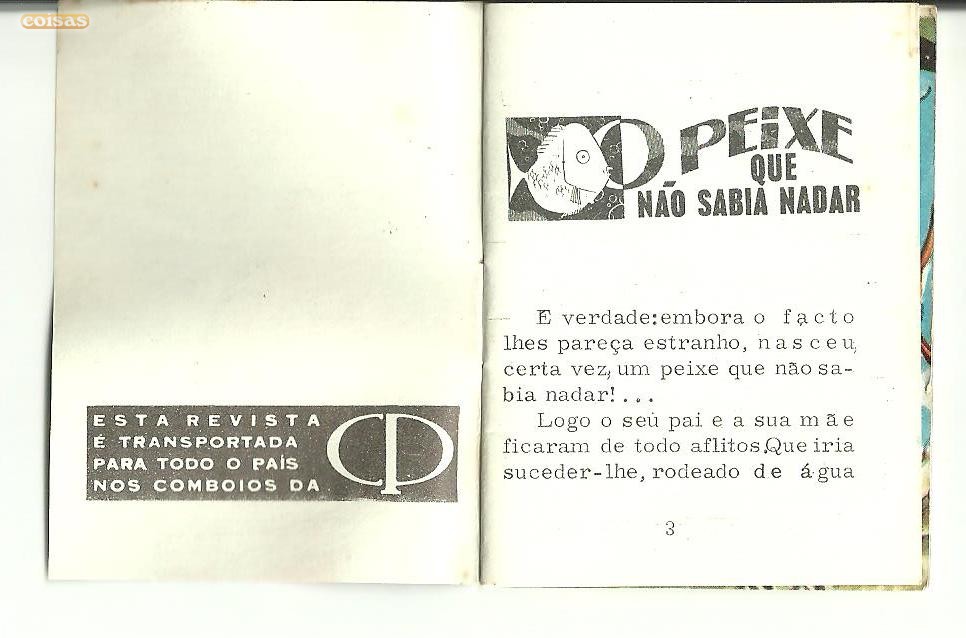 coisas
ESTA REVISTA
É TRANSPORTADA
PARA TODO O PAÍS
NOS COMBOIOS DA CP
O PEIXE
QUE
NÃO SABIA NADAR
E verdade:embora o facto
lhes pareça estranho, nasceu,
certa vez, um peixe que não sa-
bia nadar!...
Logo o seu pai e a sua mãe
ficaram de todo aflitos.Que iria
suceder-lhe, rodeado de água
3